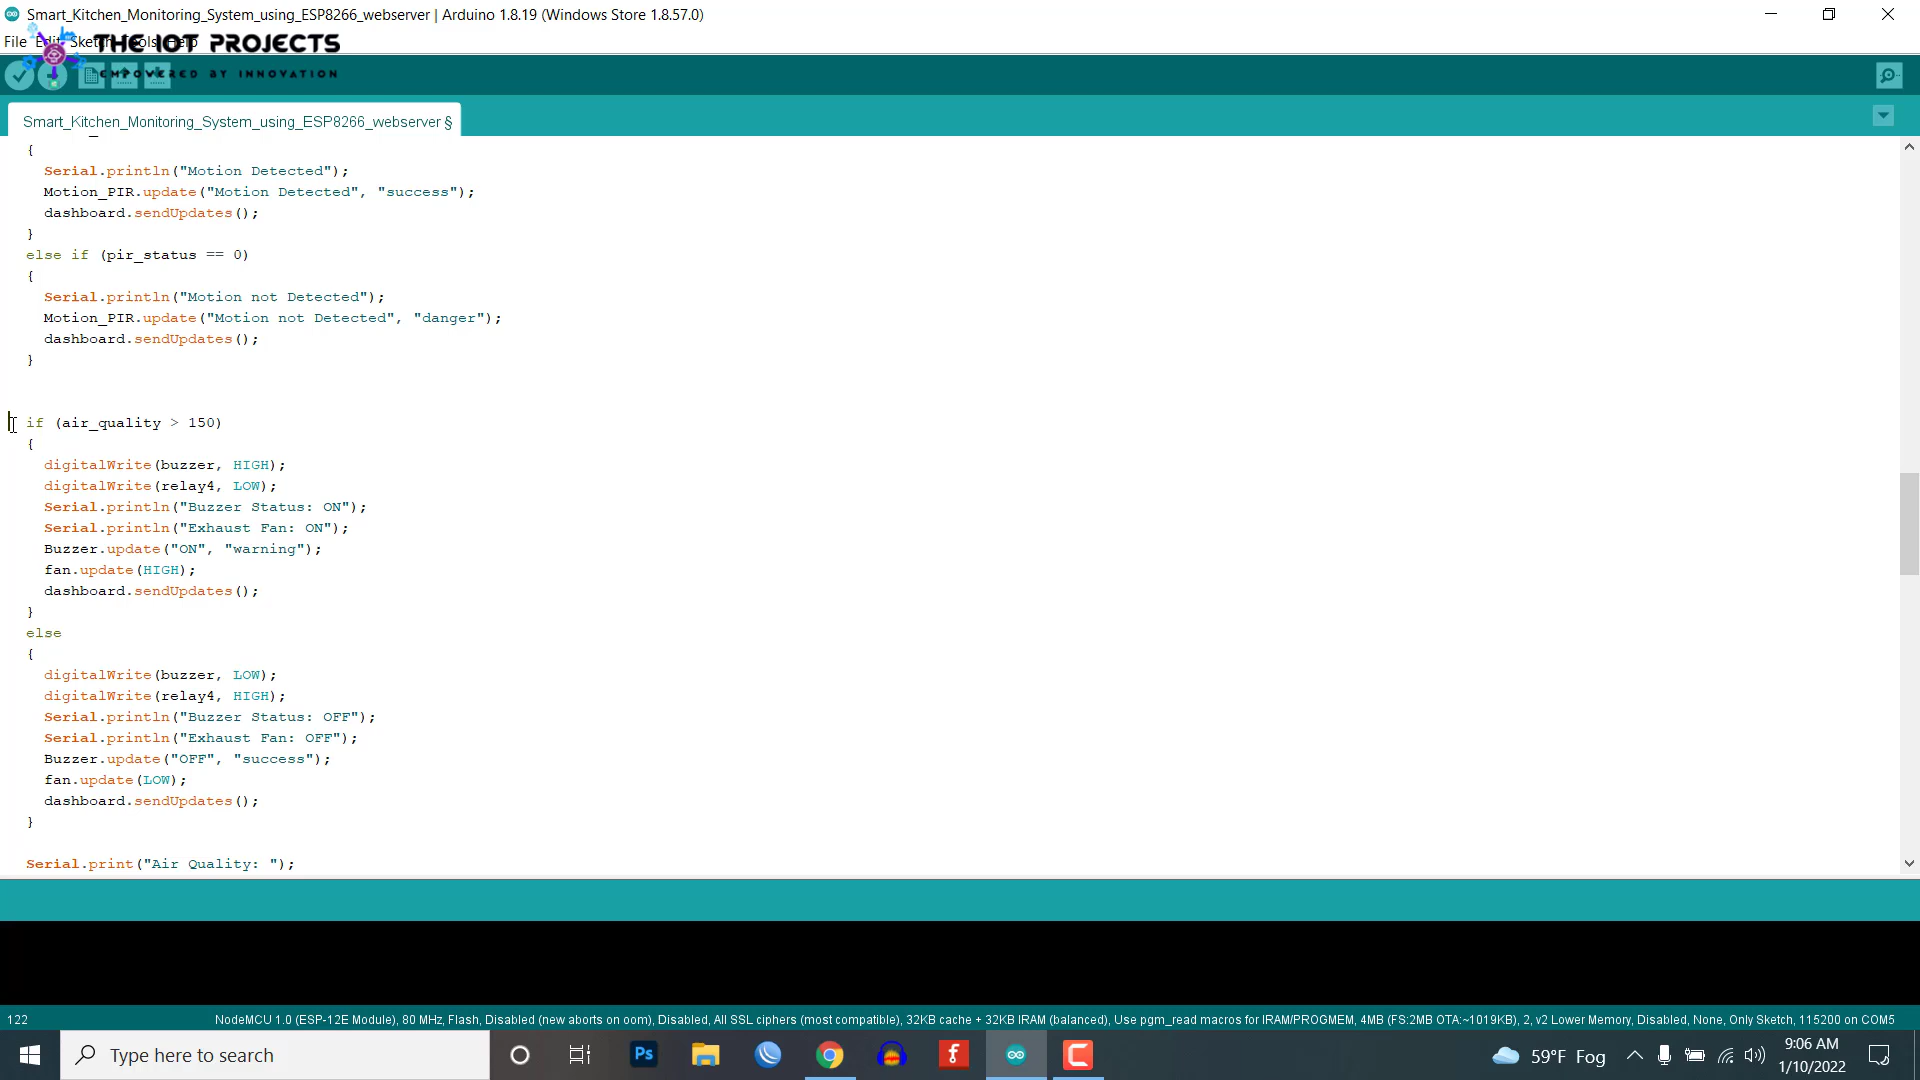 Smart_Kitchen_Monitoring_System_using_ESP8266_webserver | Arduino 1.8.19 (Windows Store 1.8.57.0)
File Edit Sketch Tools Help
THE IOT PROJECTS
EMPOWERED BY INNOVATION
Smart_Kitchen_Monitoring_System_using_ESP8266_webserver §
{
Serial.println("Motion Detected");
Motion_PIR.update("Motion Detected", "success");
dashboard.sendUpdates();
}
else if (pir_status == 0)
{
Serial.println("Motion not Detected");
Motion_PIR.update("Motion not Detected", "danger");
dashboard.sendUpdates();
}
if (air_quality > 150)
{
digitalWrite(buzzer, HIGH);
digitalWrite(relay4, LOW);
Serial.println("Buzzer Status: ON");
Serial.println("Exhaust Fan: ON");
Buzzer.update("ON", "warning");
fan.update(HIGH);
dashboard.sendUpdates();
}
else
{
digitalWrite(buzzer, LOW);
digitalWrite(relay4, HIGH);
Serial.println("Buzzer Status: OFF");
Serial.println("Exhaust Fan: OFF");
Buzzer.update("OFF", "success");
fan.update(LOW);
dashboard.sendUpdates();
}
Serial.print("Air Quality: ");
122
NodeMCU 1.0 (ESP-12E Module), 80 MHz, Flash, Disabled (new aborts on oom), Disabled, All SSL ciphers (most compatible), 32KB cache + 32KB IRAM (balanced), Use pgm_read macros for IRAM/PROGMEM, 4MB (FS:2MB OTA:~1019KB), 2, v2 Lower Memory, Disabled, None, Only Sketch, 115200 on COM5
Type here to search
Ps
59°F Fog
9:06 AM
1/10/2022